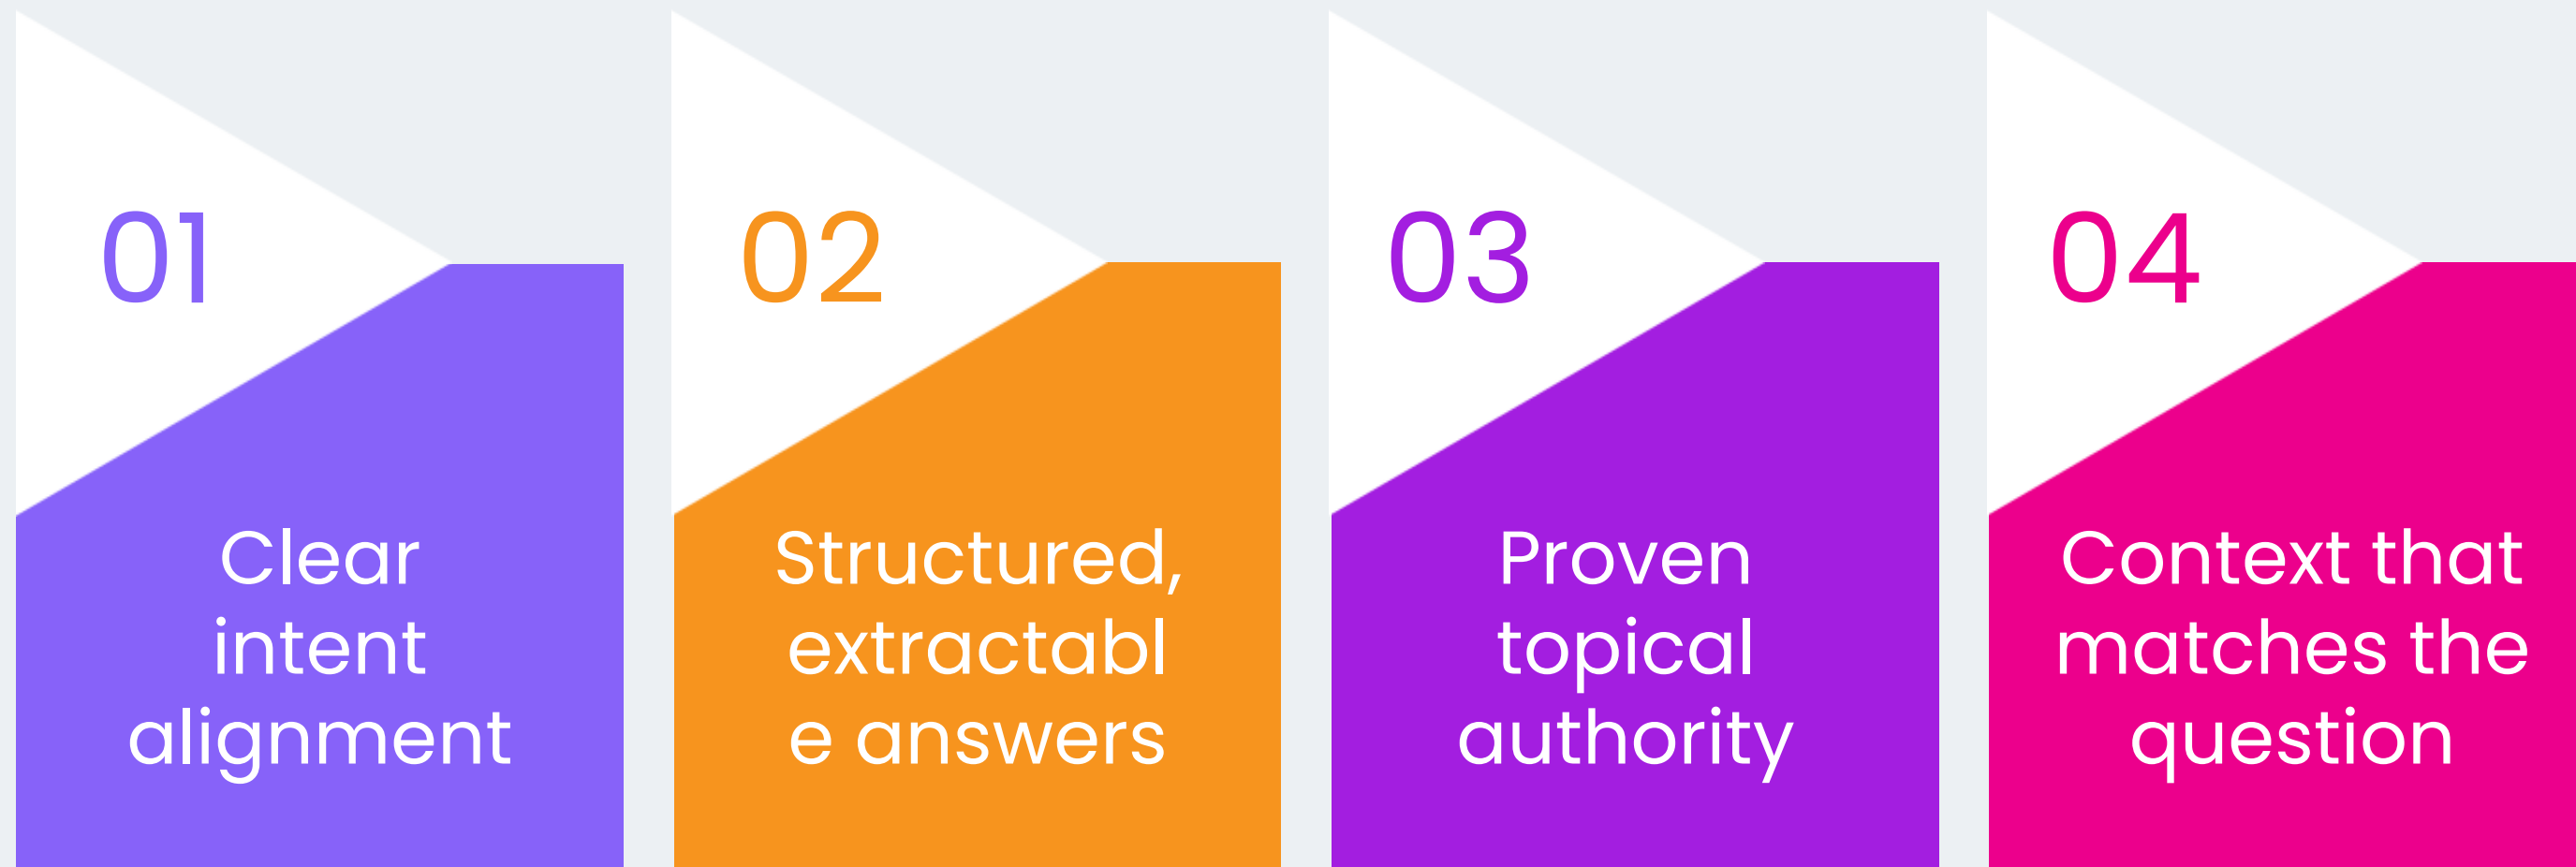 01
Clear
intent
alignment
02
Structured,
extractabl
e answers
03
Proven
topical
authority
04
Context that
matches the
question